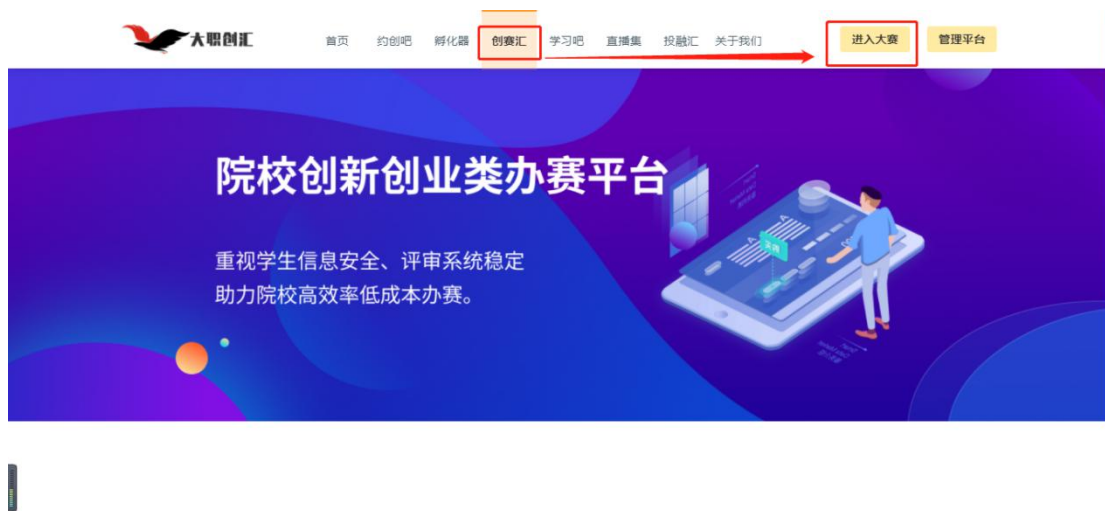 大职创汇
首页 约创吧 孵化器 创赛汇 学习吧 直播集 投融汇 关于我们 进入大赛 管理平台
院校创新创业类办赛平台
重视学生信息安全、评审系统稳定
助力院校高效率低成本办赛。